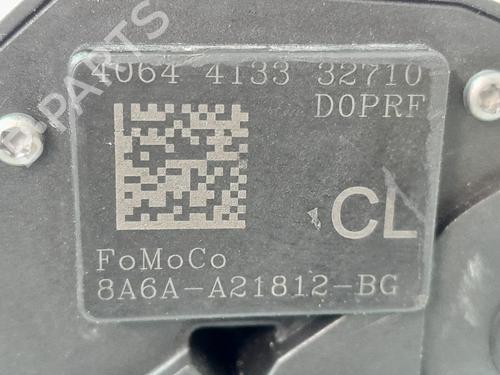 4064 4133 32710
D0PRF
CL
FoMoCo
8A6A-A21812-BG